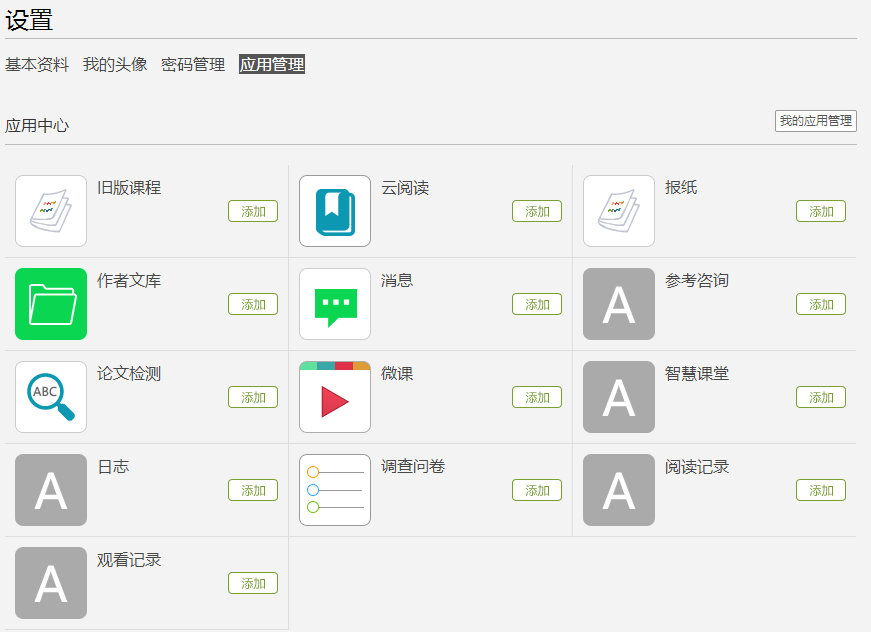 设置
基本资料 我的头像 密码管理 应用管理
应用中心
我的应用管理
旧版课程
添加
云阅读
添加
报纸
添加
作者文库
添加
消息
添加
A
参考咨询
添加
ABC
论文检测
添加
微课
添加
A
智慧课堂
添加
A
日志
添加
调查问卷
添加
A
阅读记录
添加
A
观看记录
添加